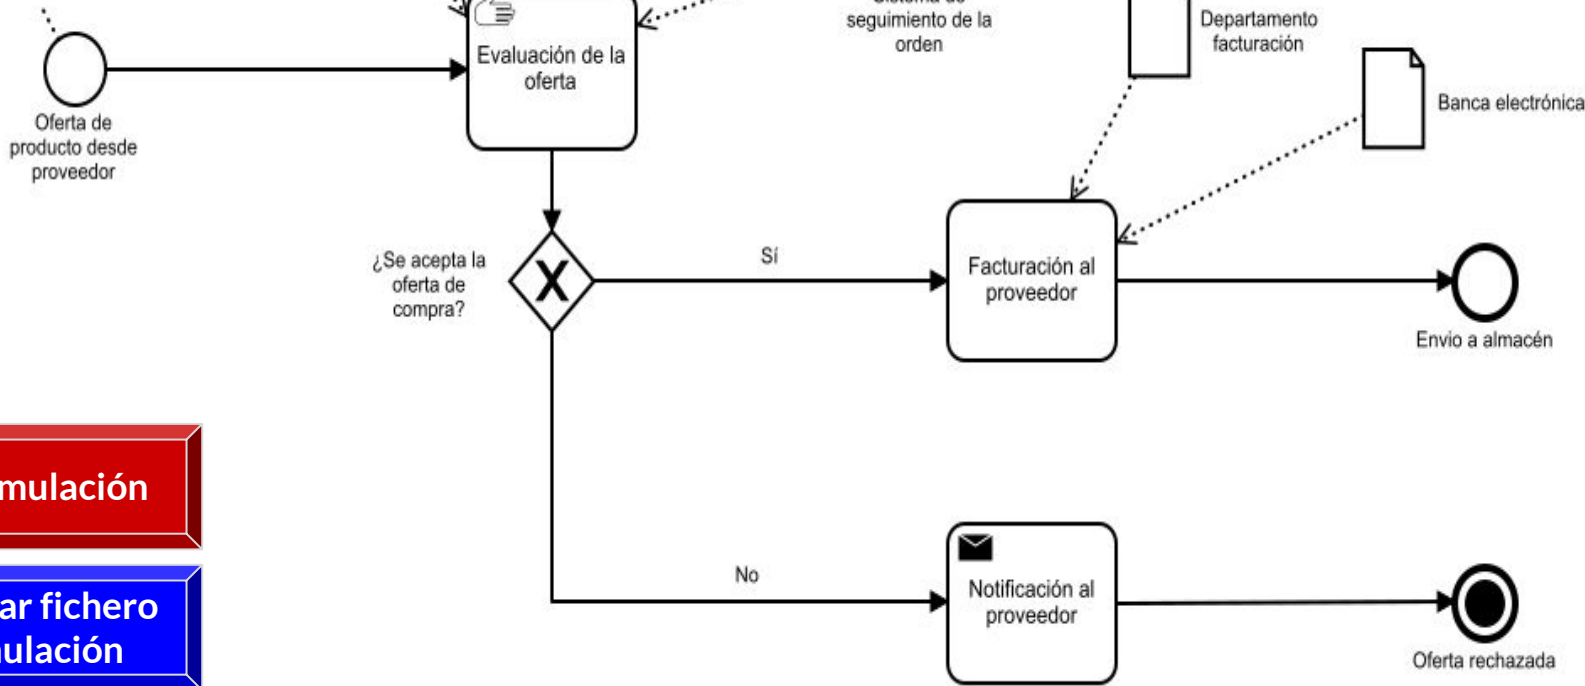 seguimiento de la
orden
Departamento
facturación
Evaluación de la
oferta
Banca electrónica
Oferta de
producto desde
proveedor
¿Se acepta la
oferta de
compra?
X
Sí
Facturación al
proveedor
Envio a almacén
mulación
No
Notificación al
proveedor
ar fichero
ulación
Oferta rechazada